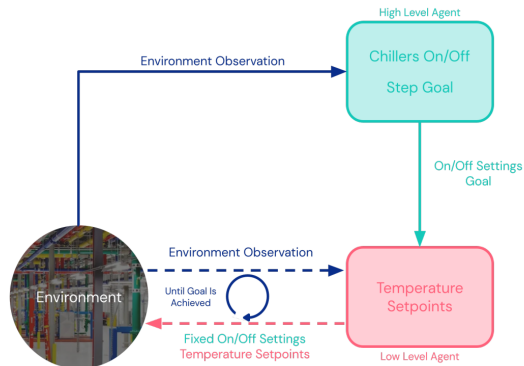 High Level Agent
Environment Observation
Chillers On/Off
Step Goal
On/Off Settings
Goal
Environment Observation
Environment
Until Goal Is
Achieved
Temperature
Setpoints
Fixed On/Off Settings
Temperature Setpoints
Low Level Agent